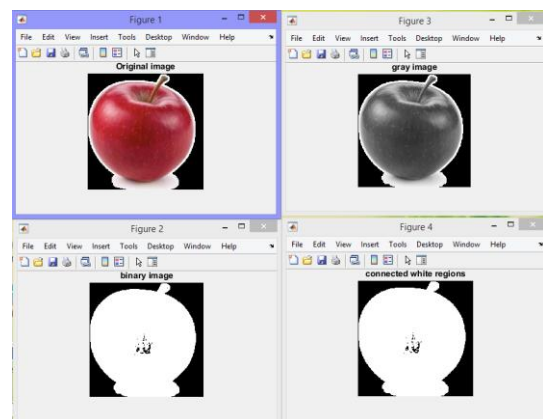 Figure 1
File Edit View Insert Tools Desktop Window Help
Original image
Figure 3
File Edit View Insert Tools Desktop Window Help
gray image
Figure 2
File Edit View Insert Tools Desktop Window Help
binary image
Figure 4
File Edit View Insert Tools Desktop Window Help
connected white regions